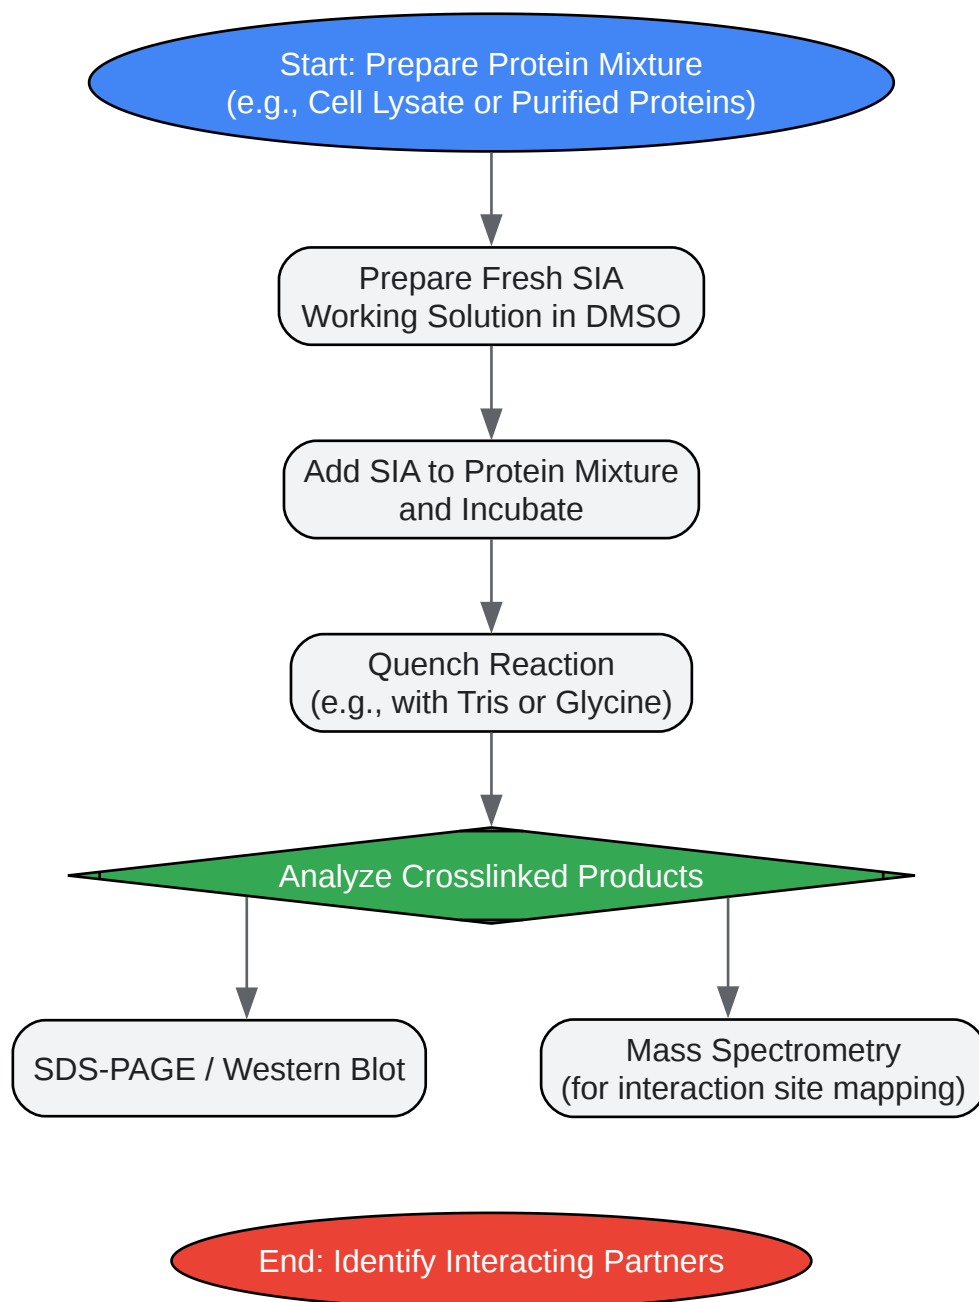 Start: Prepare Protein Mixture
(e.g., Cell Lysate or Purified Proteins)
Prepare Fresh SIA
Working Solution in DMSO
Add SIA to Protein Mixture
and Incubate
Quench Reaction
(e.g., with Tris or Glycine)
Analyze Crosslinked Products
SDS-PAGE / Western Blot
Mass Spectrometry
(for interaction site mapping)
End: Identify Interacting Partners